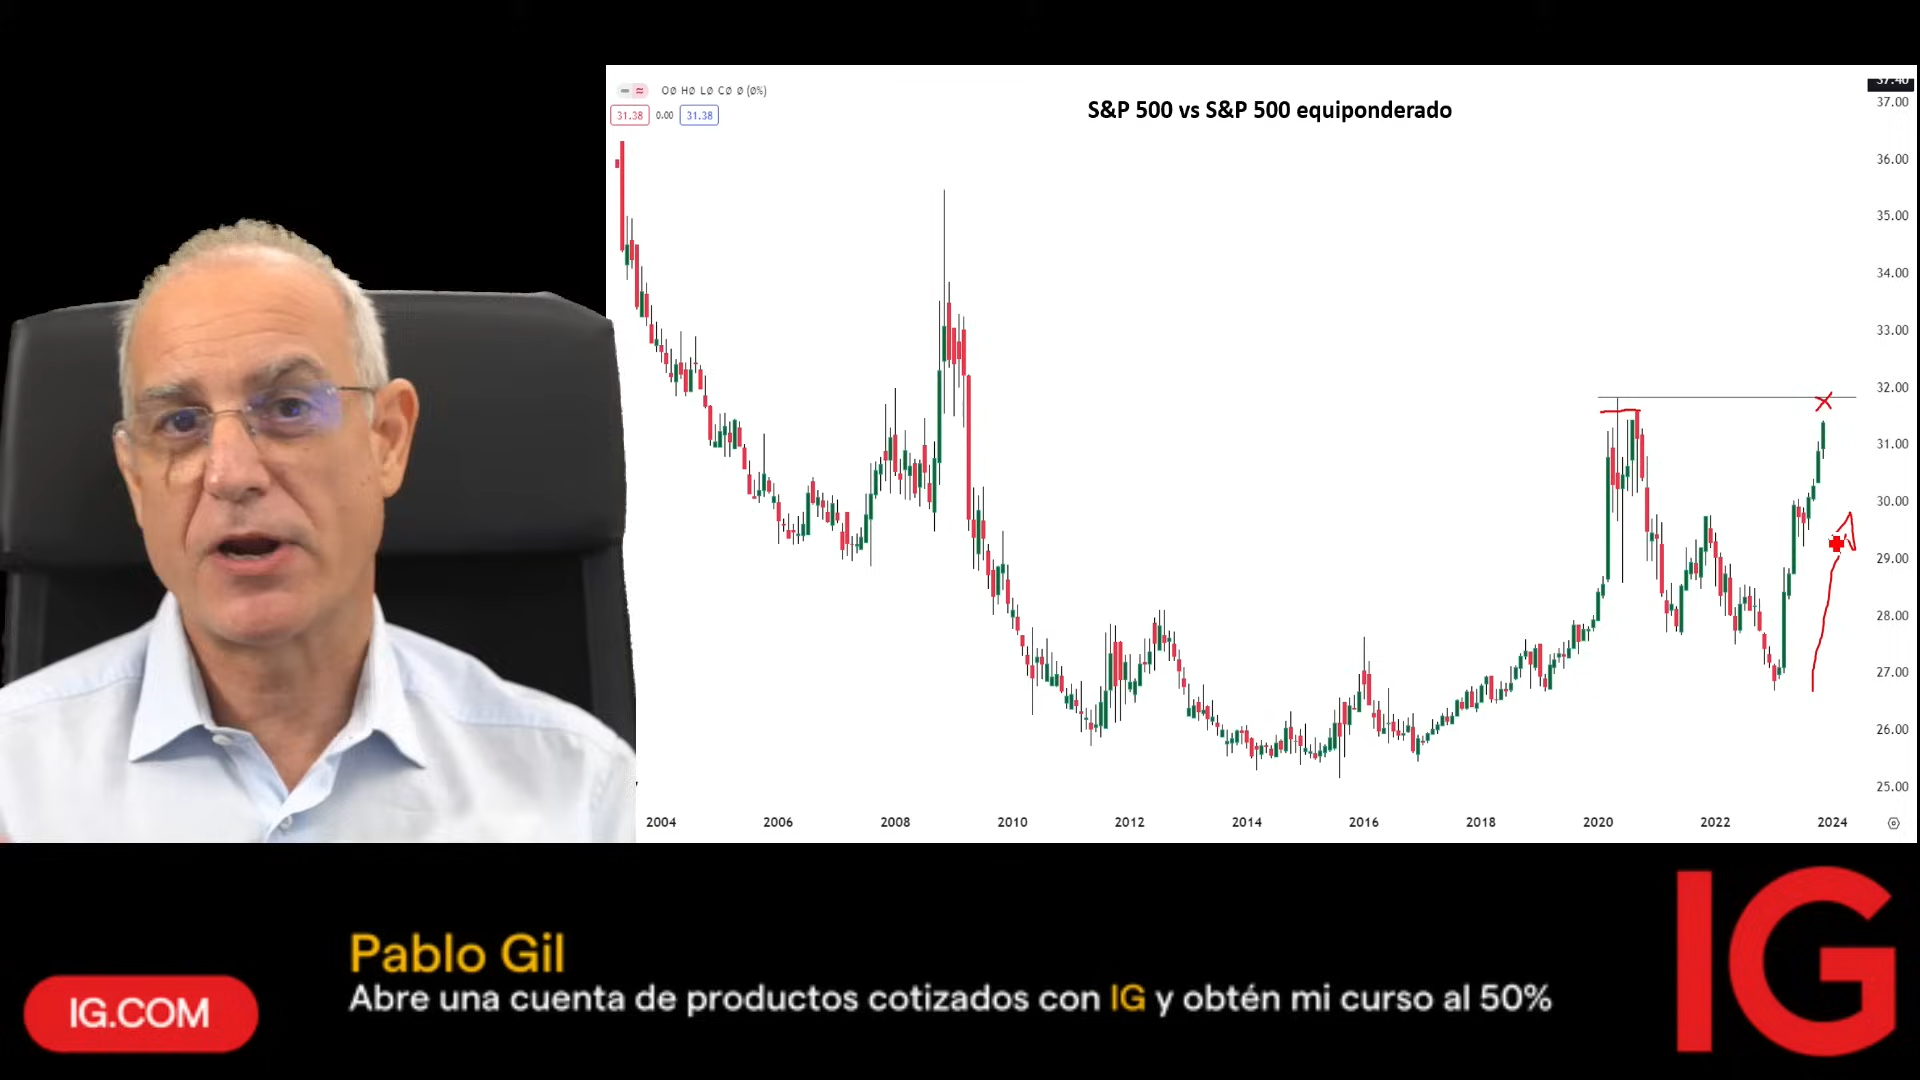 O∅ H∅ L∅ C∅ ∅ (∅%)
31.38 0.00 31.38
S&P 500 vs S&P 500 equiponderado
37.40
37.00
36.00
35.00
34.00
33.00
32.00
31.00
30.00
29.00
28.00
27.00
26.00
25.00
2004 2006 2008 2010 2012 2014 2016 2018 2020 2022 2024
Pablo Gil
Abre una cuenta de productos cotizados con IG y obtén mi curso al 50%
IG.COM
IG